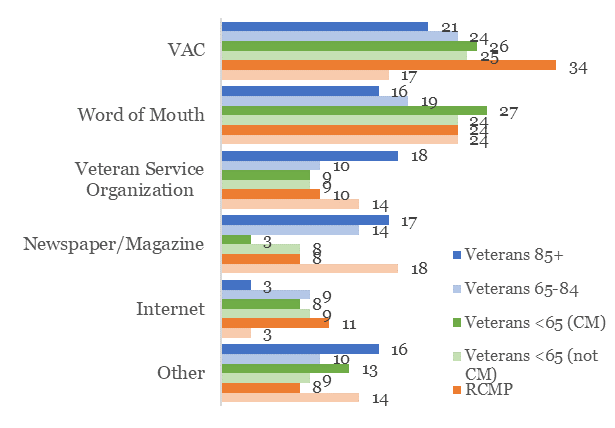 VAC
21
24
26
25
34
17
Word of Mouth
16
19
27
24
24
24
Veteran Service
Organization
18
10
9
9
10
14
Newspaper/Magazine
17
14
3
8
8
18
Internet
3
9
8
9
11
3
Other
16
10
13
9
8
14
Veterans 85+
Veterans 65-84
Veterans <65 (CM)
Veterans <65 (not
CM)
RCMP